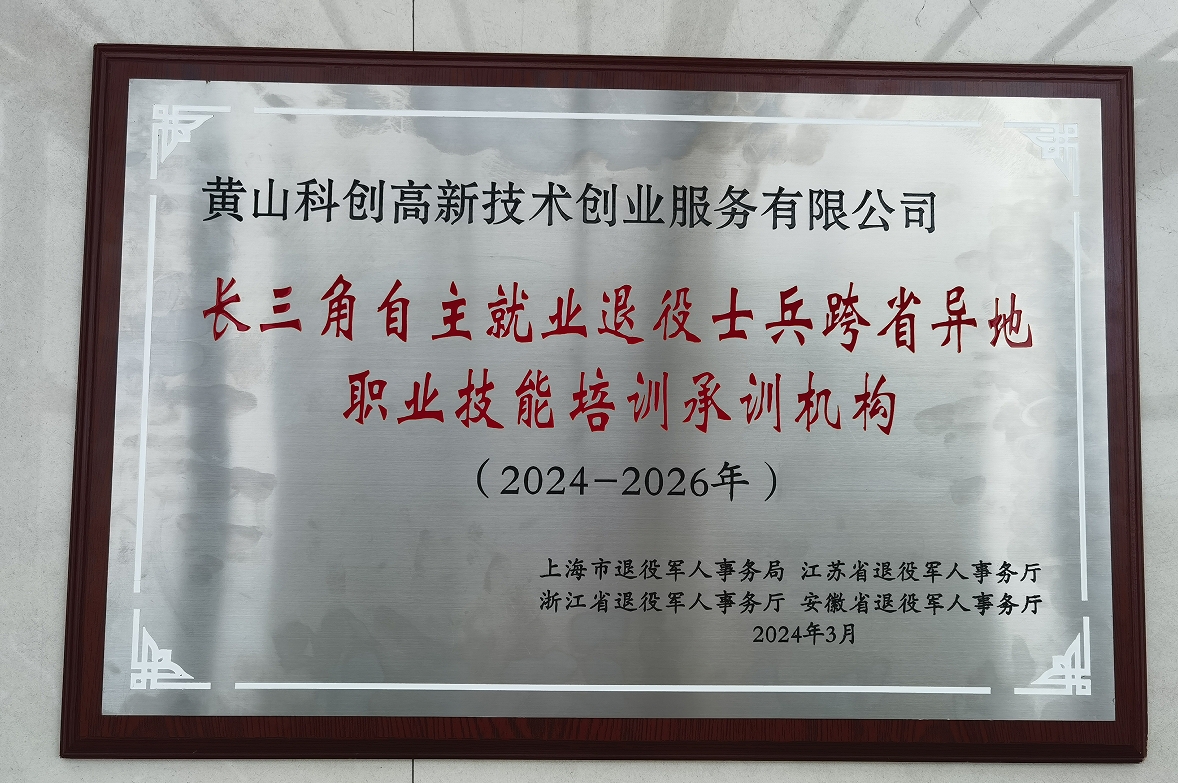 黄山科创高新技术创业服务有限公司
长三角自主就业退役士兵跨省异地
职业技能培训承训机构
（2024-2026年）
上海市退役军人事务局 江苏省退役军人事务厅
浙江省退役军人事务厅 安徽省退役军人事务厅
2024年3月